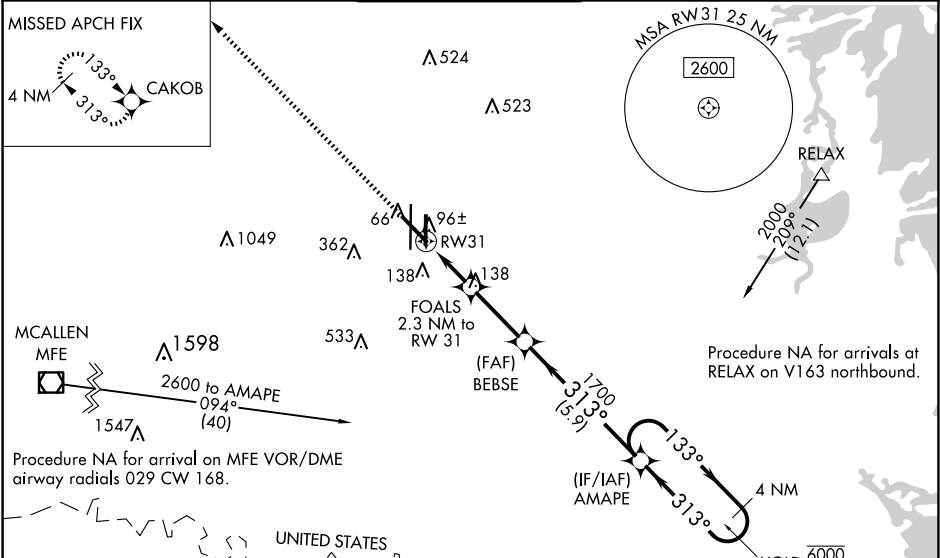 MISSED APCH FIX
133°
CAKOB
4 NM
313°
524
523
MSA RW31 25 NM
2600
RELAX
2000
209°
(12.1)
66
96±
RW31
1049
362
138
138
FOALS
2.3 NM to
RW 31
MCALLEN
MFE
1598
533
(FAF)
BEBSE
Procedure NA for arrivals at
RELAX on V163 northbound.
2600 to AMAPE
094°
(40)
1700
313°
(5.9)
1547
Procedure NA for arrival on MFE VOR/DME
airway radials 029 CW 168.
133°
(IF/IAF)
AMAPE
4 NM
313°
UNITED STATES
6000